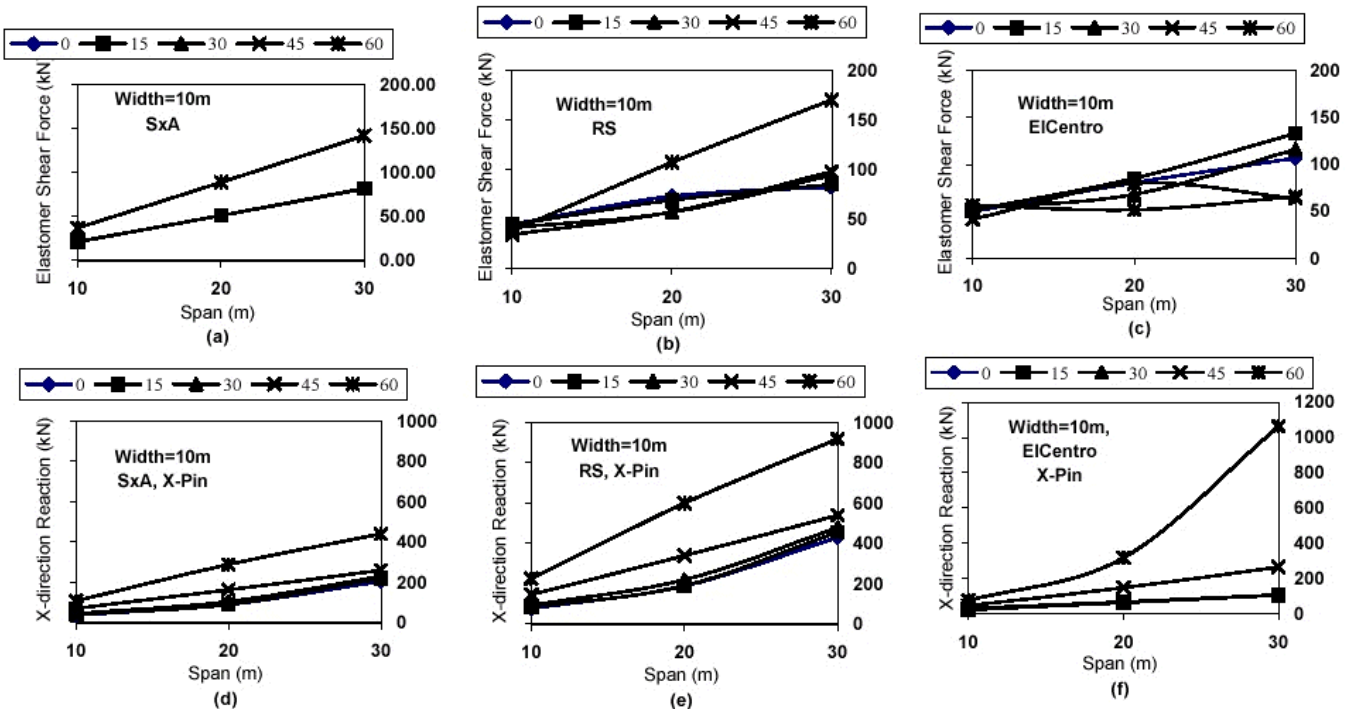 0 15 30 45 60
Elastomer Shear Force (kN)
Width=10m
SxA
200.00
150.00
100.00
50.00
0.00
10 20 30
Span (m)
(a)
0 15 30 45 60
Elastomer Shear Force (kN)
Width=10m
RS
200
150
100
50
0
10 20 30
Span (m)
(b)
0 15 30 45 60
Elastomer Shear Force (kN)
Width=10m
ElCentro
200
150
100
50
0
10 20 30
Span (m)
(c)
0 15 30 45 60
X-direction Reaction (kN)
Width=10m
SxA, X-Pin
1000
800
600
400
200
0
10 20 30
Span (m)
(d)
0 15 30 45 60
X-direction Reaction (kN)
Width=10m
RS, X-Pin
1000
800
600
400
200
0
10 20 30
Span (m)
(e)
0 15 30 45 60
X-direction Reaction (kN)
Width=10m,
ElCentro
X-Pin
1200
1000
800
600
400
200
0
10 20 30
Span (m)
(f)